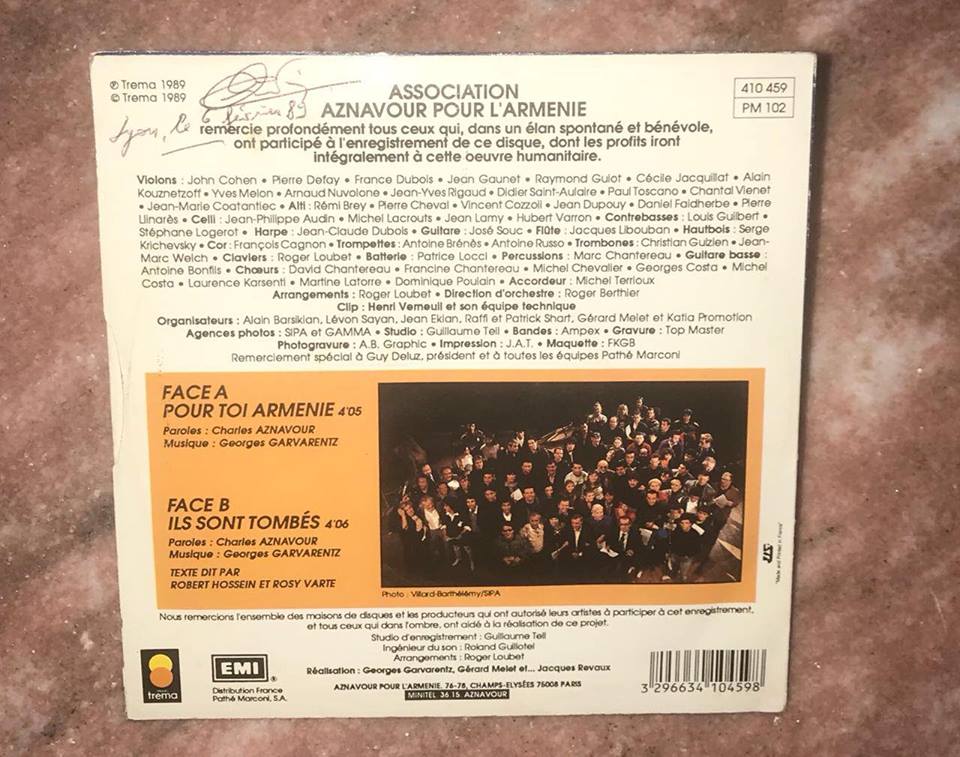 ℗ Trema 1989
© Trema 1989
Lyon, le 6 février 89
ASSOCIATION
AZNAVOUR POUR L'ARMENIE
410 459
PM 102
remercie profondément tous ceux qui, dans un élan spontané et bénévole,
ont participé à l'enregistrement de ce disque, dont les profits iront
intégralement à cette oeuvre humanitaire.
Violons : John Cohen • Pierre Defay • France Dubois • Jean Gaunet • Raymond Guiot • Cécile Jacquillat • Alain
Kouznetzoff • Yves Melon • Arnaud Nuvolone • Jean-Yves Rigaud • Didier Saint-Aulaire • Paul Toscano • Chantal Vienet
• Jean-Marie Coatantiec • Alti : Rémi Brey • Pierre Cheval • Vincent Cozzoli • Jean Dupouy • Daniel Faidherbe • Pierre
Llinarès • Celli : Jean-Philippe Audin • Michel Lacrouts • Jean Lamy • Hubert Varron • Contrebasses : Louis Guilbert •
Stéphane Logerot • Harpe : Jean-Claude Dubois • Guitare : José Souc • Flûte : Jacques Libouban • Hautbois : Serge
Krichevsky • Cor : François Cagnon • Trompettes : Antoine Brénès • Antoine Russo • Trombones : Christian Guizien • Jean-
Marc Welch • Claviers : Roger Loubet • Batterie : Patrice Locci • Percussions : Marc Chantereau • Guitare basse :
Antoine Bonfils • Chœurs : David Chantereau • Francine Chantereau • Michel Chevalier • Georges Costa • Michel
Costa • Laurence Karsenti • Martine Latorre • Dominique Poulain • Accordeur : Michel Terrioux
Arrangements : Roger Loubet • Direction d'orchestre : Roger Berthier
Clip : Henri Verneuil et son équipe technique
Organisateurs : Alain Barsikian, Lévon Sayan, Jean Ekian, Raffi et Patrick Shart, Gérard Melet et Katia Promotion
Agences photos : SIPA et GAMMA • Studio : Guillaume Tell • Bandes : Ampex • Gravure : Top Master
Photogravure : A.B. Graphic • Impression : J.A.T. • Maquette : FKGB
Remerciement spécial à Guy Deluz, président et à toutes les équipes Pathé Marconi
FACE A
POUR TOI ARMENIE 4'05
Paroles : Charles AZNAVOUR
Musique : Georges GARVARENTZ
FACE B
ILS SONT TOMBÉS 4'06
Paroles : Charles AZNAVOUR
Musique : Georges GARVARENTZ
TEXTE DIT PAR
ROBERT HOSSEIN ET ROSY VARTE
Photo : Villard-Barthélémy/SIPA
"Made and Printed in France"
Nous remercions l'ensemble des maisons de disques et les producteurs qui ont autorisé leurs artistes à participer à cet enregistrement,
et tous ceux qui dans l'ombre, ont aidé à la réalisation de ce projet.
Studio d'enregistrement : Guillaume Tell
Ingénieur du son : Roland Guillotel
Arrangements : Roger Loubet
Réalisation : Georges Garvarentz, Gérard Melet et... Jacques Revaux
trema
EMI
Distribution France
Pathé Marconi, S.A.
AZNAVOUR POUR L'ARMENIE. 76-78, CHAMPS-ELYSÉES 75008 PARIS
MINITEL 36.15 AZNAVOUR
3 296634 104598